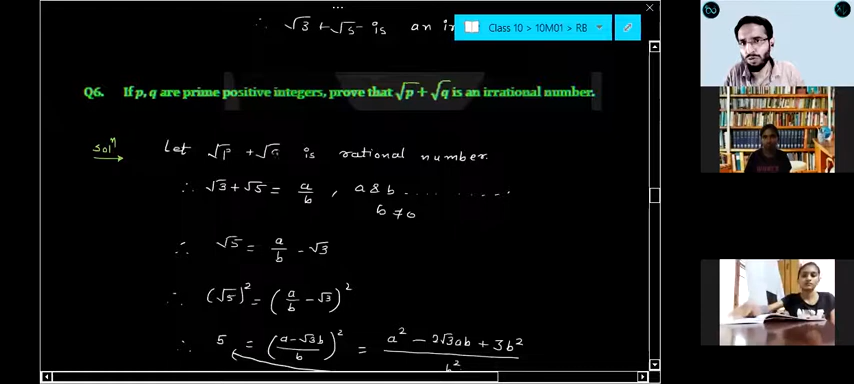 ∴ √3 + √5 is an ir
Class 10 > 10M01 > RB
Q6. If p, q are prime positive integers, prove that √p + √q is an irrational number.
Solⁿ Let √p + √q is rational number.
∴ √3 + √5 = a/b , a & b ...........
b ≠ 0
∴ √5 = a/b - √3
∴ (√5)² = (a/b - √3)²
∴ 5 = ((a - √3b)/b)² = (a² - 2√3ab + 3b²)/b²